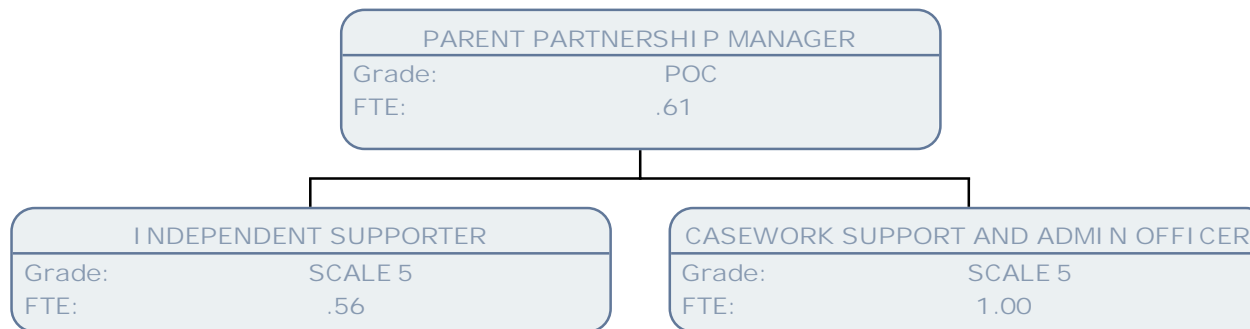 PARENT PARTNERSHIP MANAGER
Grade: POC
FTE: .61
INDEPENDENT SUPPORTER
Grade: SCALE 5
FTE: .56
CASEWORK SUPPORT AND ADMIN OFFICER
Grade: SCALE 5
FTE: 1.00